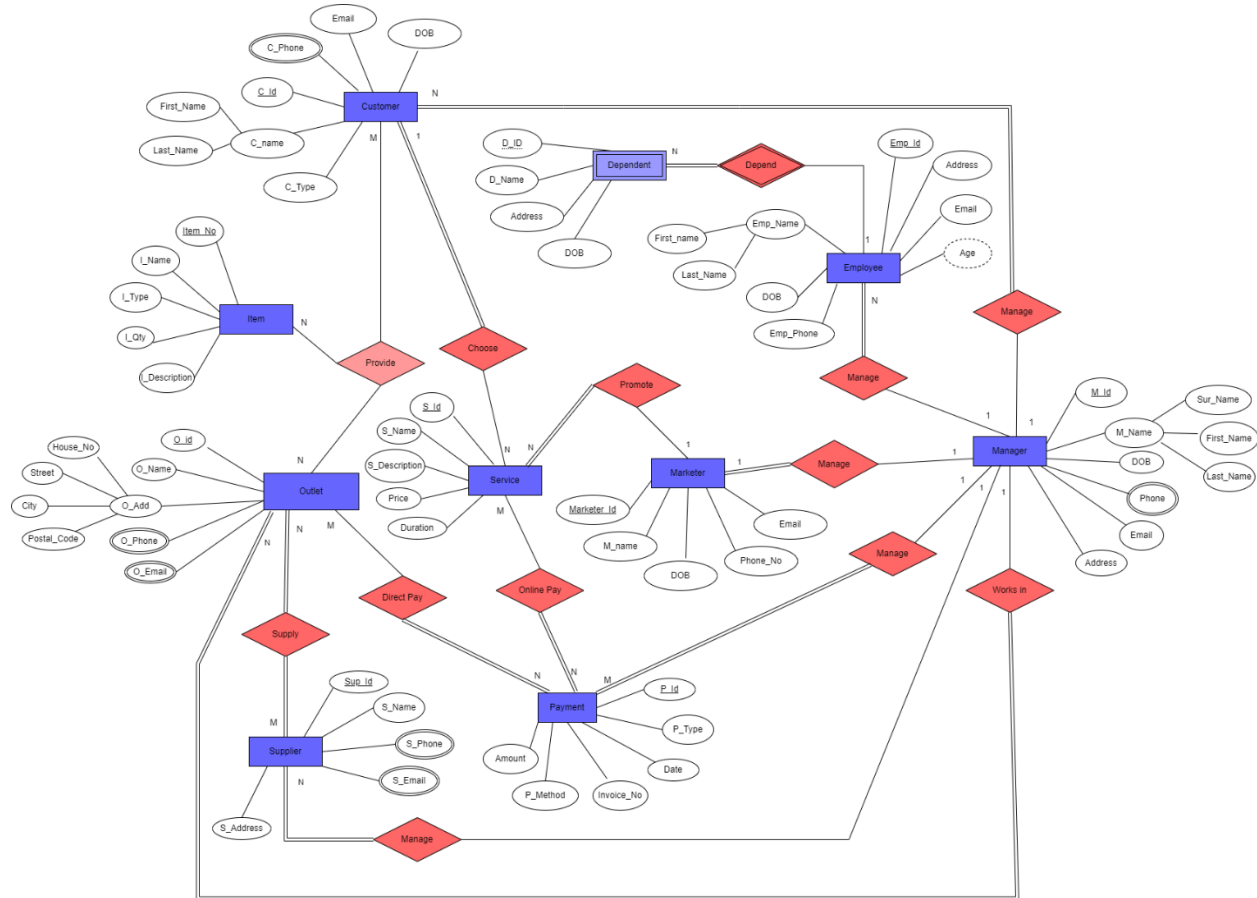 Email
DOB
C_Phone
C_Id
Customer
N
First_Name
Last_Name
C_name
M
1
C_Type
D_ID
Dependent
N
Depend
D_Name
Address
DOB
Emp_Id
Address
Email
Age
Emp_Name
First_name
Last_Name
1
Employee
DOB
N
Emp_Phone
Manage
Item_No
I_Name
I_Type
Item
N
I_Qty
I_Description
Provide
Choose
Promote
Manage
M_Id
Sur_Name
M_Name
First_Name
Last_Name
1
1
Manager
DOB
Phone
Email
Address
1
1
1
1
S_Id
S_Name
S_Description
Price
Duration
N
N
Service
M
1
Marketer
1
Manage
Marketer_Id
M_name
DOB
Phone_No
Email
O_id
House_No
Street
O_Name
N
City
O_Add
Outlet
Postal_Code
O_Phone
O_Email
N
N
M
Direct Pay
Online Pay
Manage
Works in
Supply
Sup_Id
S_Name
M
S_Phone
Supplier
N
S_Email
S_Address
Manage
N
N
M
P_Id
Payment
P_Type
Amount
Date
P_Method
Invoice_No